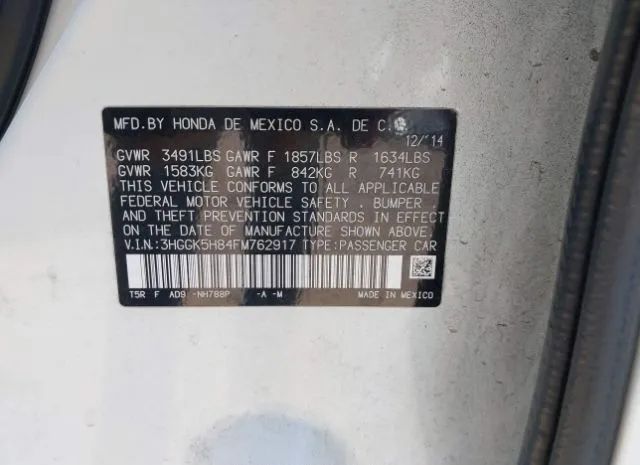 MFD.BY HONDA DE MEXICO S.A. DE C.
12/'14
GVWR 3491LBS GAWR F 1857LBS R 1634LBS
GVWR 1583KG GAWR F 842KG R 741KG
THIS VEHICLE CONFORMS TO ALL APPLICABLE
FEDERAL MOTOR VEHICLE SAFETY , BUMPER ,
AND THEFT PREVENTION STANDARDS IN EFFECT
ON THE DATE OF MANUFACTURE SHOWN ABOVE.
V.I.N.:3HGGK5H84FM762917 TYPE:PASSENGER CAR
T5R F AD9 -NH788P -A -M MADE IN MEXICO